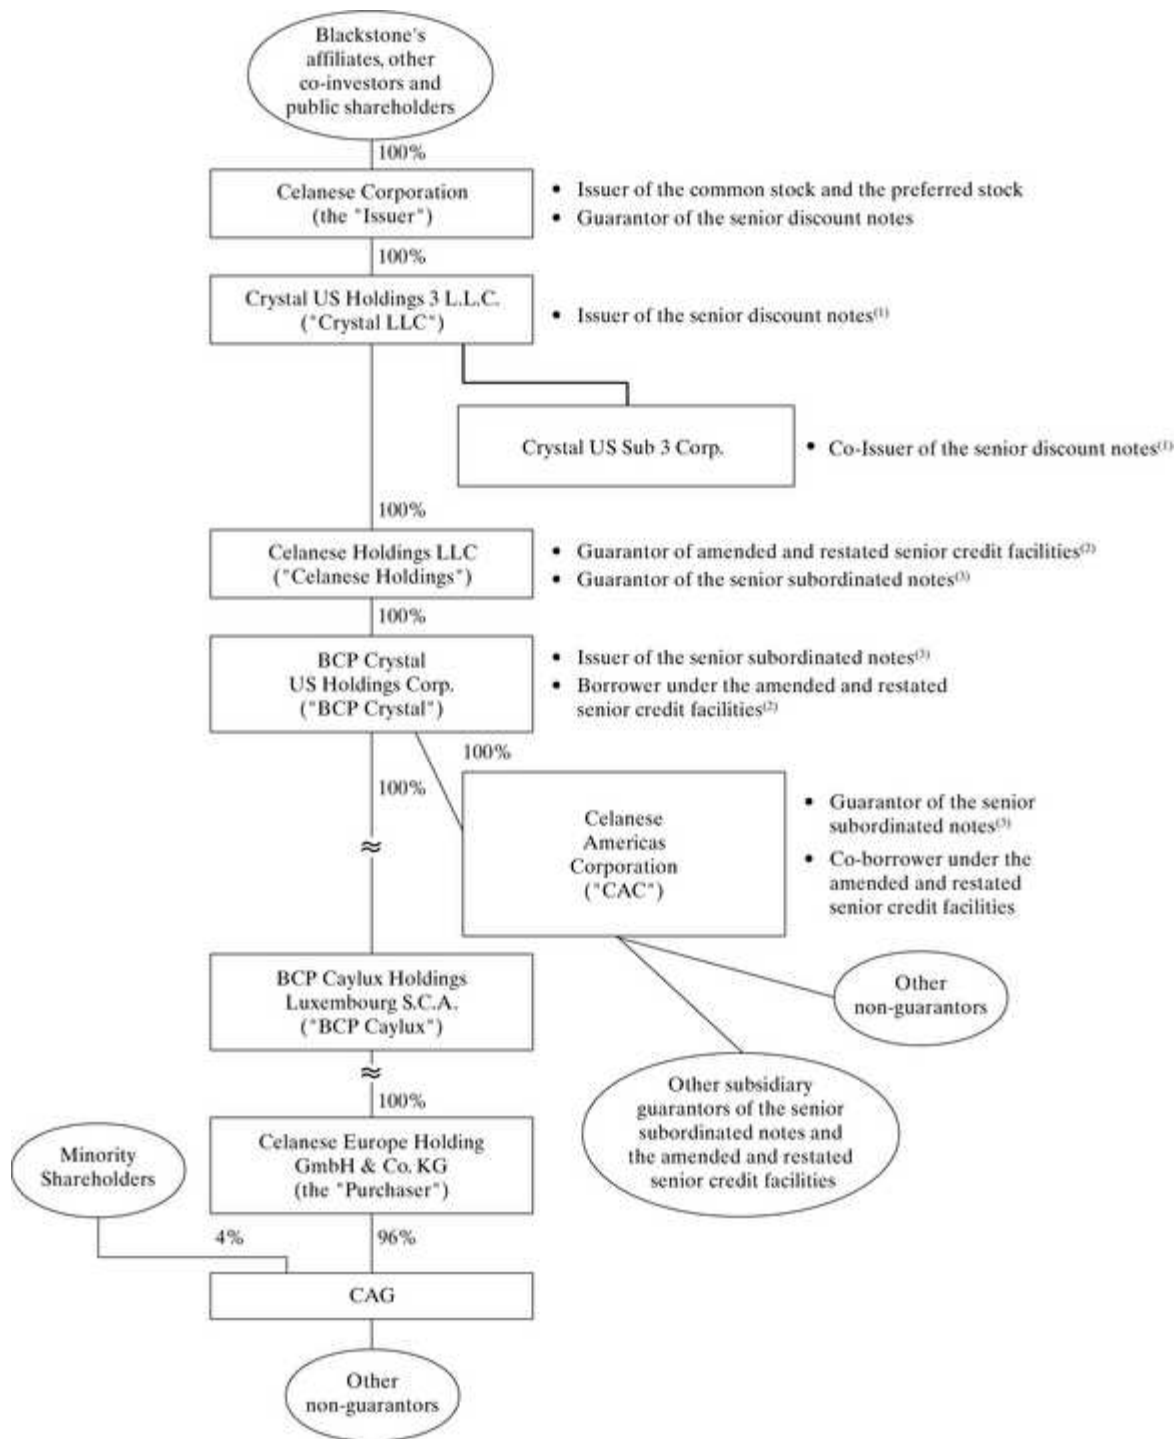 Blackstone's
affiliates, other
co-investors and
public shareholders
100%
Celanese Corporation
(the "Issuer")
• Issuer of the common stock and the preferred stock
• Guarantor of the senior discount notes
100%
Crystal US Holdings 3 L.L.C.
("Crystal LLC")
• Issuer of the senior discount notes(1)
Crystal US Sub 3 Corp.
• Co-Issuer of the senior discount notes(1)
100%
Celanese Holdings LLC
("Celanese Holdings")
• Guarantor of amended and restated senior credit facilities(2)
• Guarantor of the senior subordinated notes(3)
100%
BCP Crystal
US Holdings Corp.
("BCP Crystal")
• Issuer of the senior subordinated notes(3)
• Borrower under the amended and restated
senior credit facilities(2)
100%
100%
Celanese
Americas
Corporation
("CAC")
• Guarantor of the senior
subordinated notes(3)
• Co-borrower under the
amended and restated
senior credit facilities
≈
BCP Caylux Holdings
Luxembourg S.C.A.
("BCP Caylux")
Other
non-guarantors
≈
100%
Other subsidiary
guarantors of the senior
subordinated notes and
the amended and restated
senior credit facilities
Celanese Europe Holding
GmbH & Co. KG
(the "Purchaser")
Minority
Shareholders
4%
96%
CAG
Other
non-guarantors